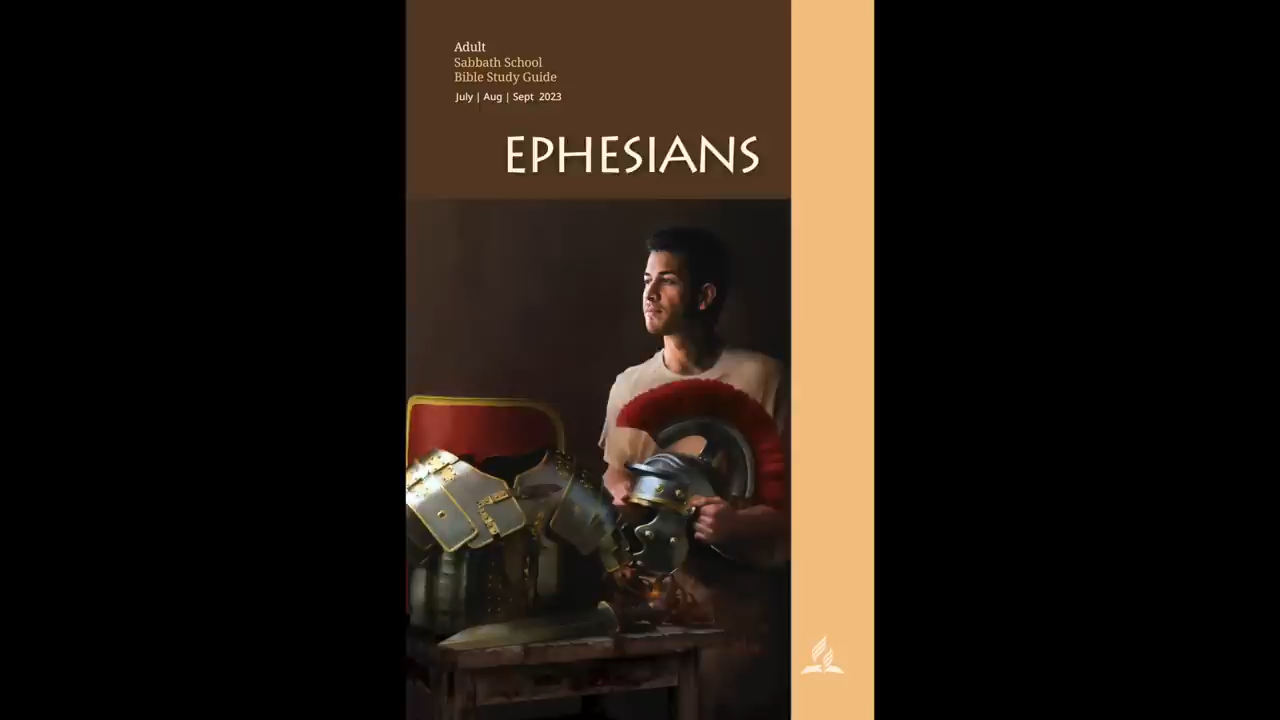 Adult
Sabbath School
Bible Study Guide
July | Aug | Sept 2023
EPHESIANS